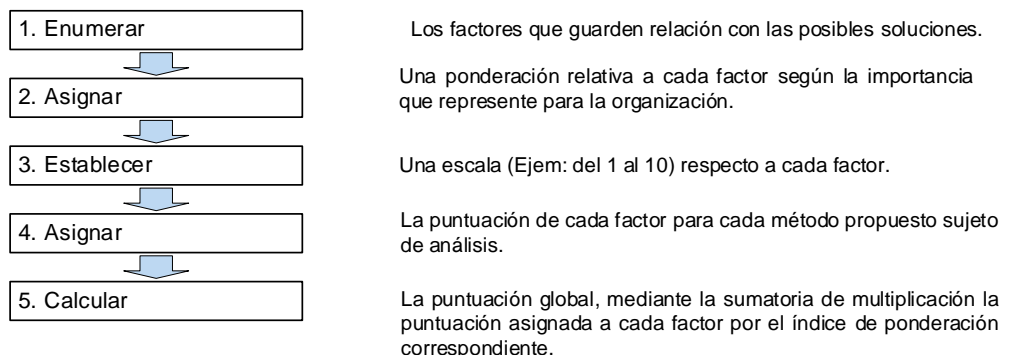 1. Enumerar
Los factores que guarden relación con las posibles soluciones.
2. Asignar
Una ponderación relativa a cada factor según la importancia
que represente para la organización.
3. Establecer
Una escala (Ejem: del 1 al 10) respecto a cada factor.
4. Asignar
La puntuación de cada factor para cada método propuesto sujeto
de análisis.
5. Calcular
La puntuación global, mediante la sumatoria de multiplicación la
puntuación asignada a cada factor por el índice de ponderación
correspondiente.